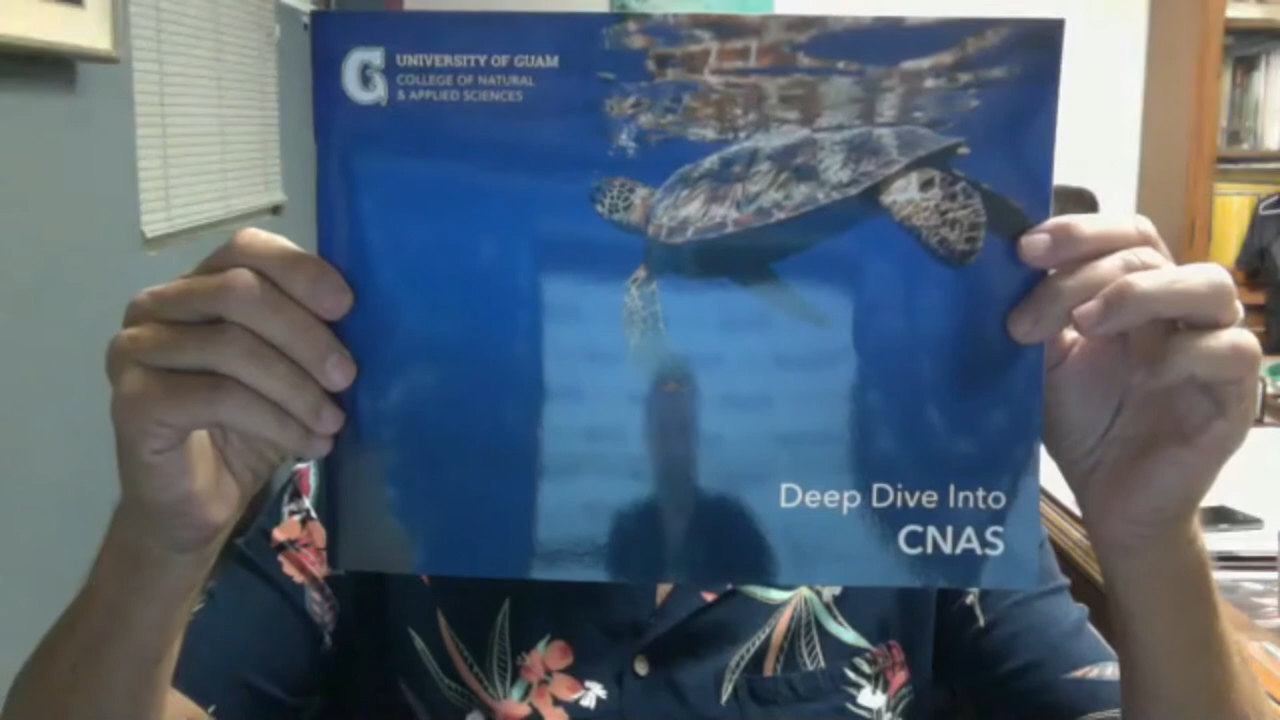 UNIVERSITY OF GUAM
COLLEGE OF NATURAL
& APPLIED SCIENCES
Deep Dive Into
CNAS